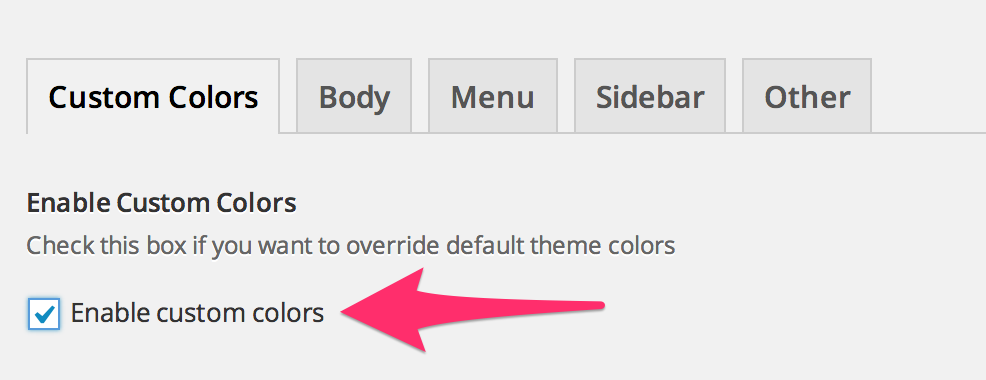 Custom Colors Body Menu Sidebar Other
Enable Custom Colors
Check this box if you want to override default theme colors
Enable custom colors